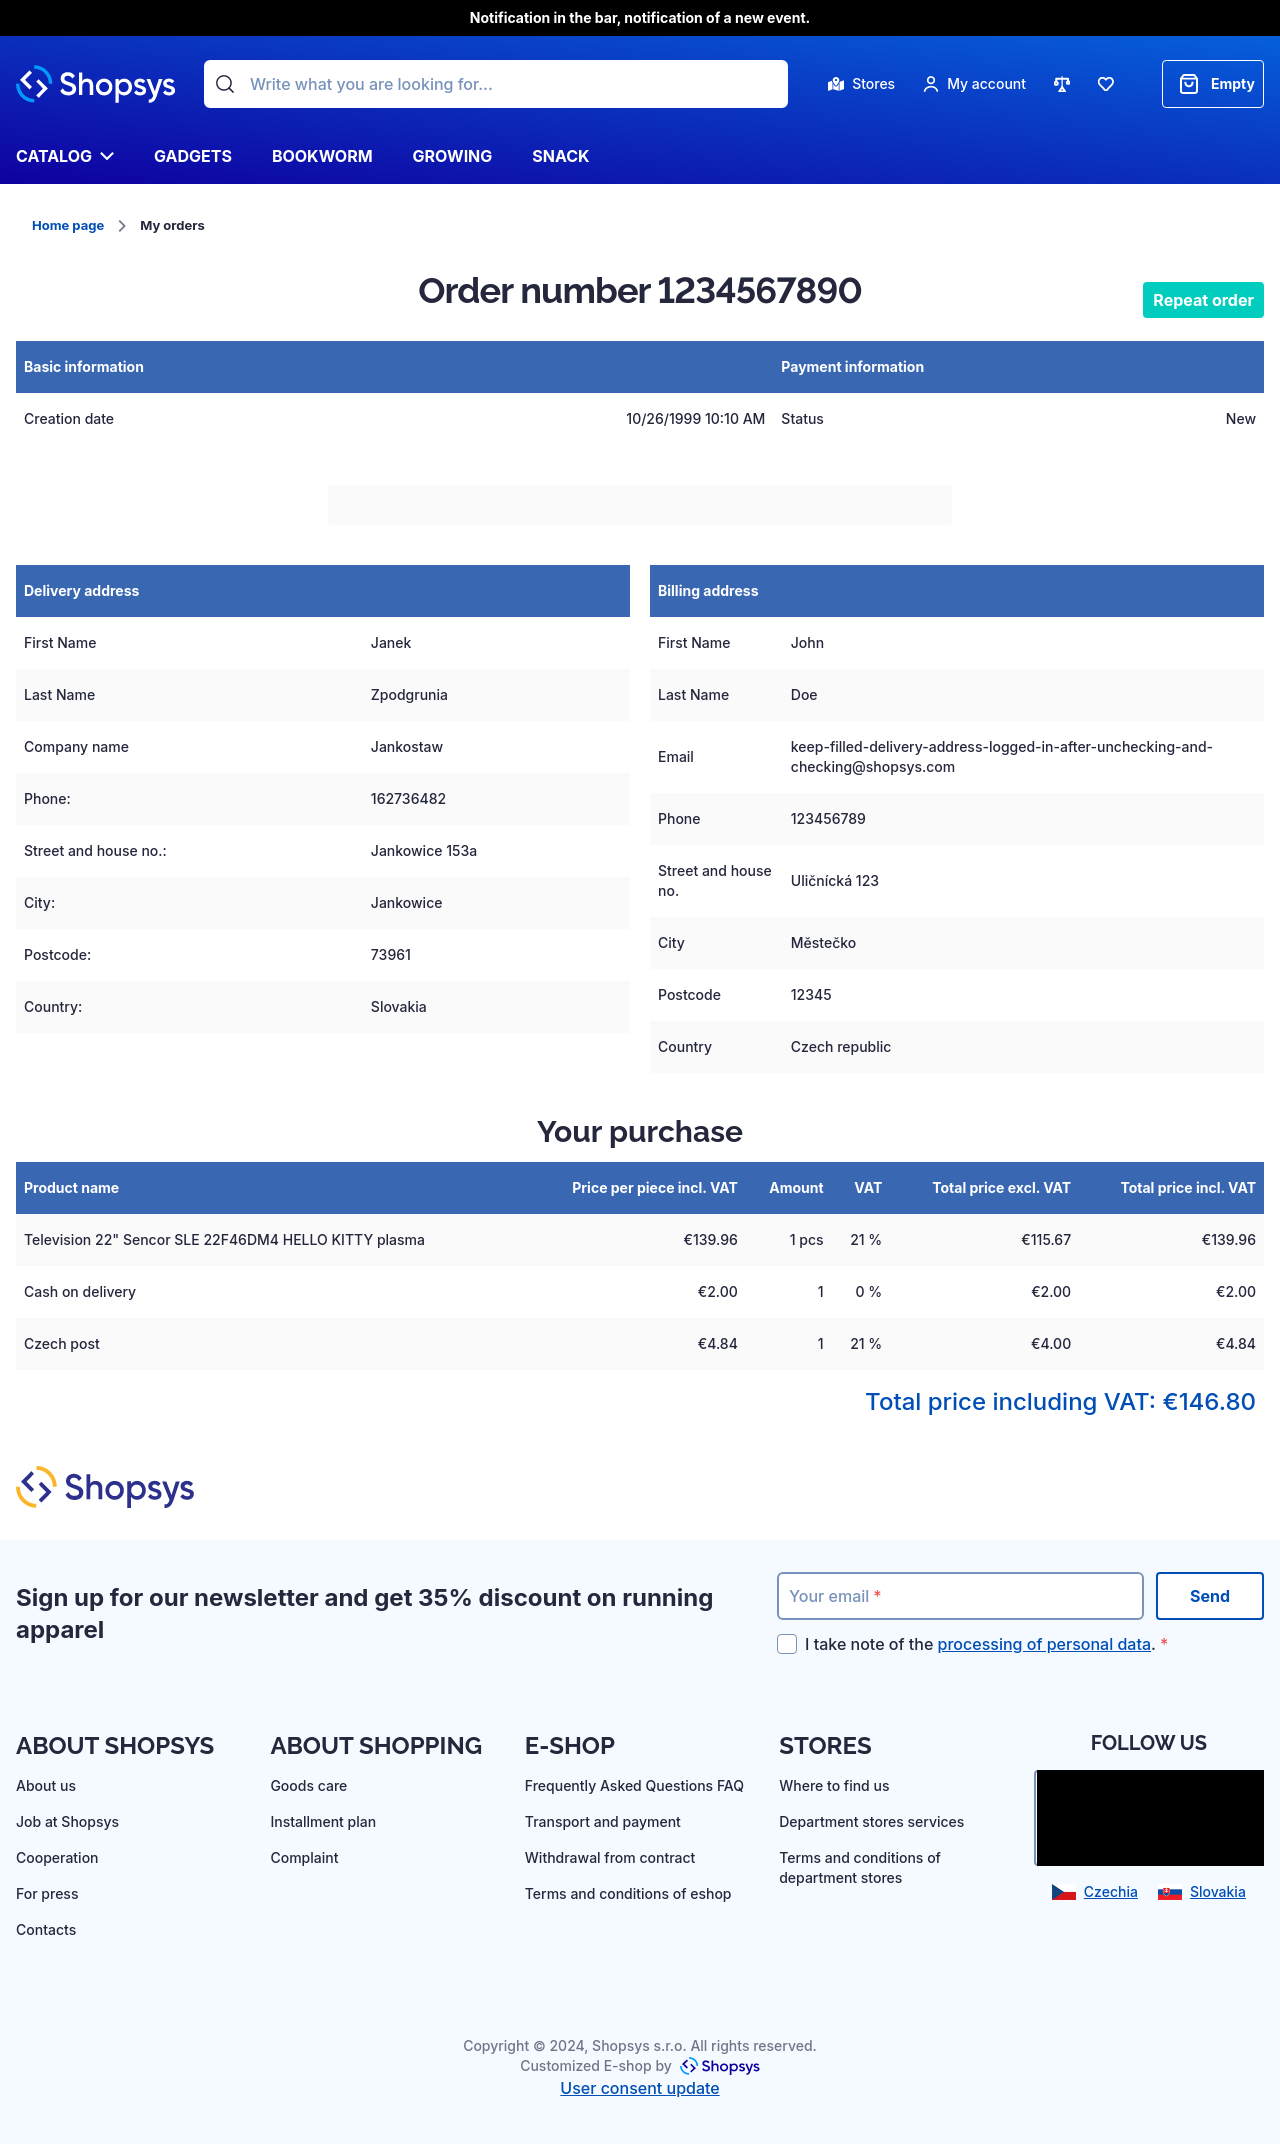 Notification in the bar, notification of a new event.
Shopsys
Write what you are looking for...
Stores
My account
Empty
CATALOG
GADGETS
BOOKWORM
GROWING
SNACK
Home page
My orders
Order number 1234567890
Repeat order
Basic information
Payment information
Creation date
10/26/1999 10:10 AM
Status
New
Delivery address
First Name
Janek
Last Name
Zpodgrunia
Company name
Jankostaw
Phone:
162736482
Street and house no.:
Jankowice 153a
City:
Jankowice
Postcode:
73961
Country:
Slovakia
Billing address
First Name
John
Last Name
Doe
Email
keep-filled-delivery-address-logged-in-after-unchecking-and-
checking@shopsys.com
Phone
123456789
Street and house
no.
Uličnícká 123
City
Městečko
Postcode
12345
Country
Czech republic
Your purchase
Product name
Price per piece incl. VAT
Amount
VAT
Total price excl. VAT
Total price incl. VAT
Television 22" Sencor SLE 22F46DM4 HELLO KITTY plasma
€139.96
1 pcs
21 %
€115.67
€139.96
Cash on delivery
€2.00
1
0 %
€2.00
€2.00
Czech post
€4.84
1
21 %
€4.00
€4.84
Total price including VAT: €146.80
Shopsys
Sign up for our newsletter and get 35% discount on running
apparel
Your email *
Send
I take note of the processing of personal data. *
ABOUT SHOPSYS
About us
Job at Shopsys
Cooperation
For press
Contacts
ABOUT SHOPPING
Goods care
Installment plan
Complaint
E-SHOP
Frequently Asked Questions FAQ
Transport and payment
Withdrawal from contract
Terms and conditions of eshop
STORES
Where to find us
Department stores services
Terms and conditions of
department stores
FOLLOW US
Czechia
Slovakia
Copyright © 2024, Shopsys s.r.o. All rights reserved.
Customized E-shop by Shopsys
User consent update